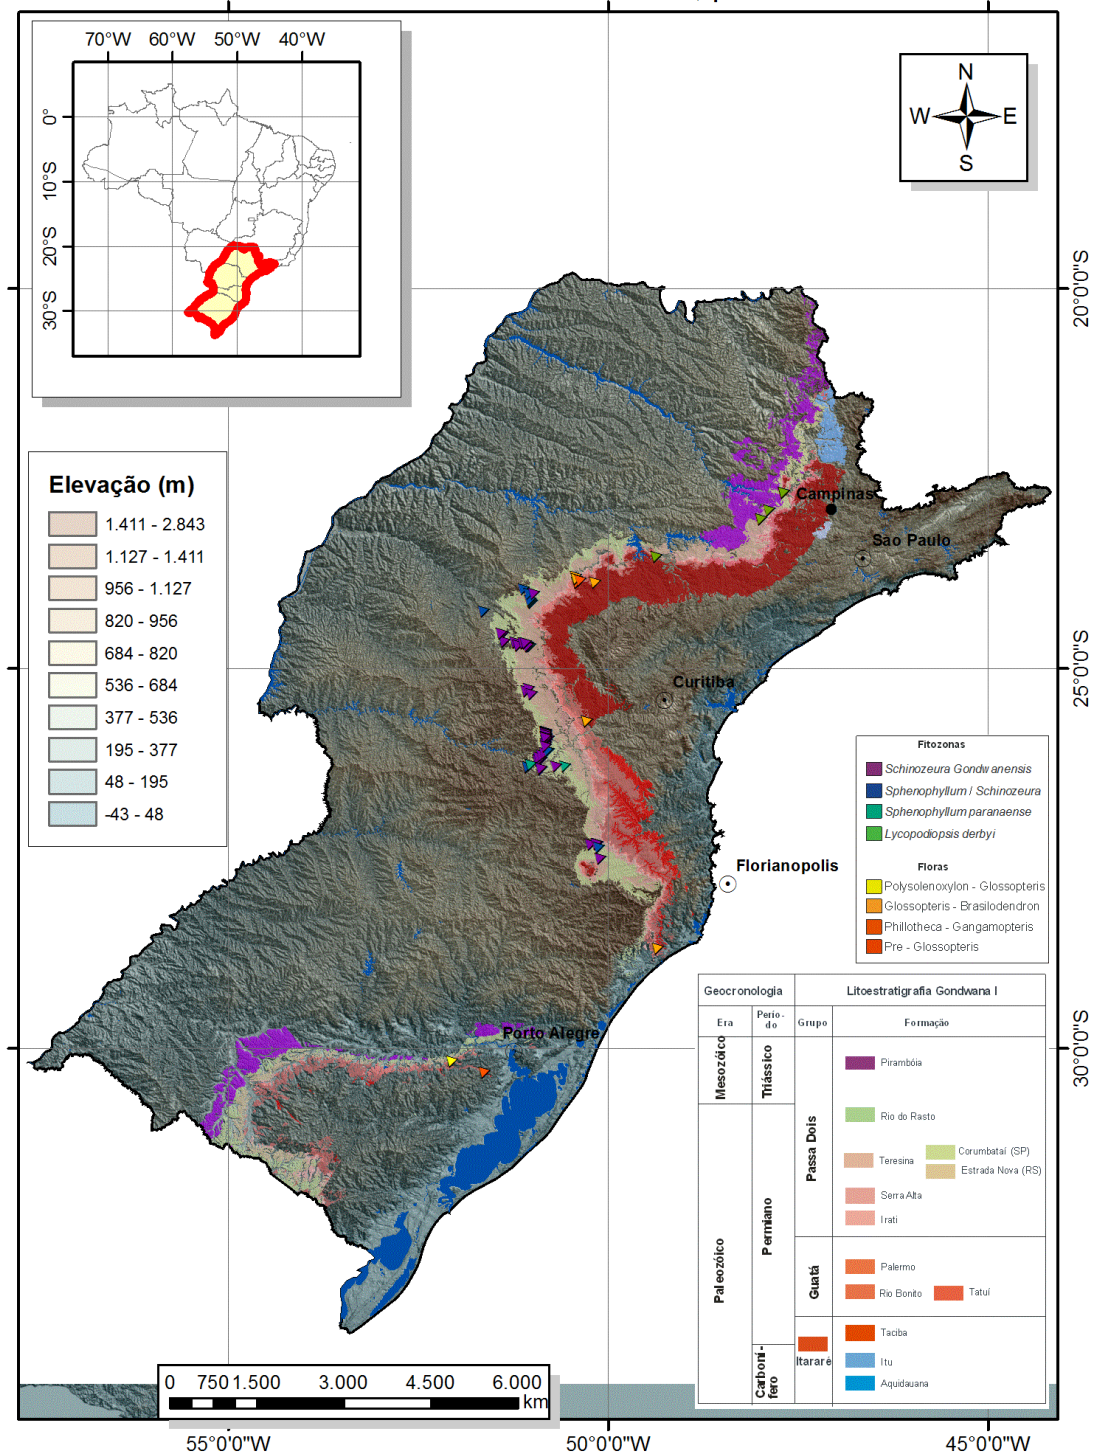 70°W 60°W 50°W 40°W
0°
10°S
20°S
30°S
N
W E
S
20°0'0"S
25°0'0"S
30°0'0"S
Elevação (m)
1.411 - 2.843
1.127 - 1.411
956 - 1.127
820 - 956
684 - 820
536 - 684
377 - 536
195 - 377
48 - 195
-43 - 48
Campinas
Sao Paulo
Curitiba
Florianopolis
Porto Alegre
Fitozonas
Schinozeura Gondwanensis
Sphenophyllum / Schinozeura
Sphenophyllum paranaense
Lycopodiopsis derbyi
Floras
Polysolenoxylon - Glossopteris
Glossopteris - Brasilodendron
Phillotheca - Gangamopteris
Pre - Glossopteris
Geocronologia Litoestratigrafia Gondwana I
Era Perío-
do Grupo Formação
Mesozóico Triássico
Paleozóico Permiano
Carboní-
fero
Passa Dois
Pirambóia
Rio do Rasto
Teresina Corumbataí (SP)
Estrada Nova (RS)
Serra Alta
Irati
Guatá
Palermo
Rio Bonito Tatuí
Itararé
Taciba
Itu
Aquidauana
0 750 1.500 3.000 4.500 6.000
km
55°0'0"W 50°0'0"W 45°0'0"W